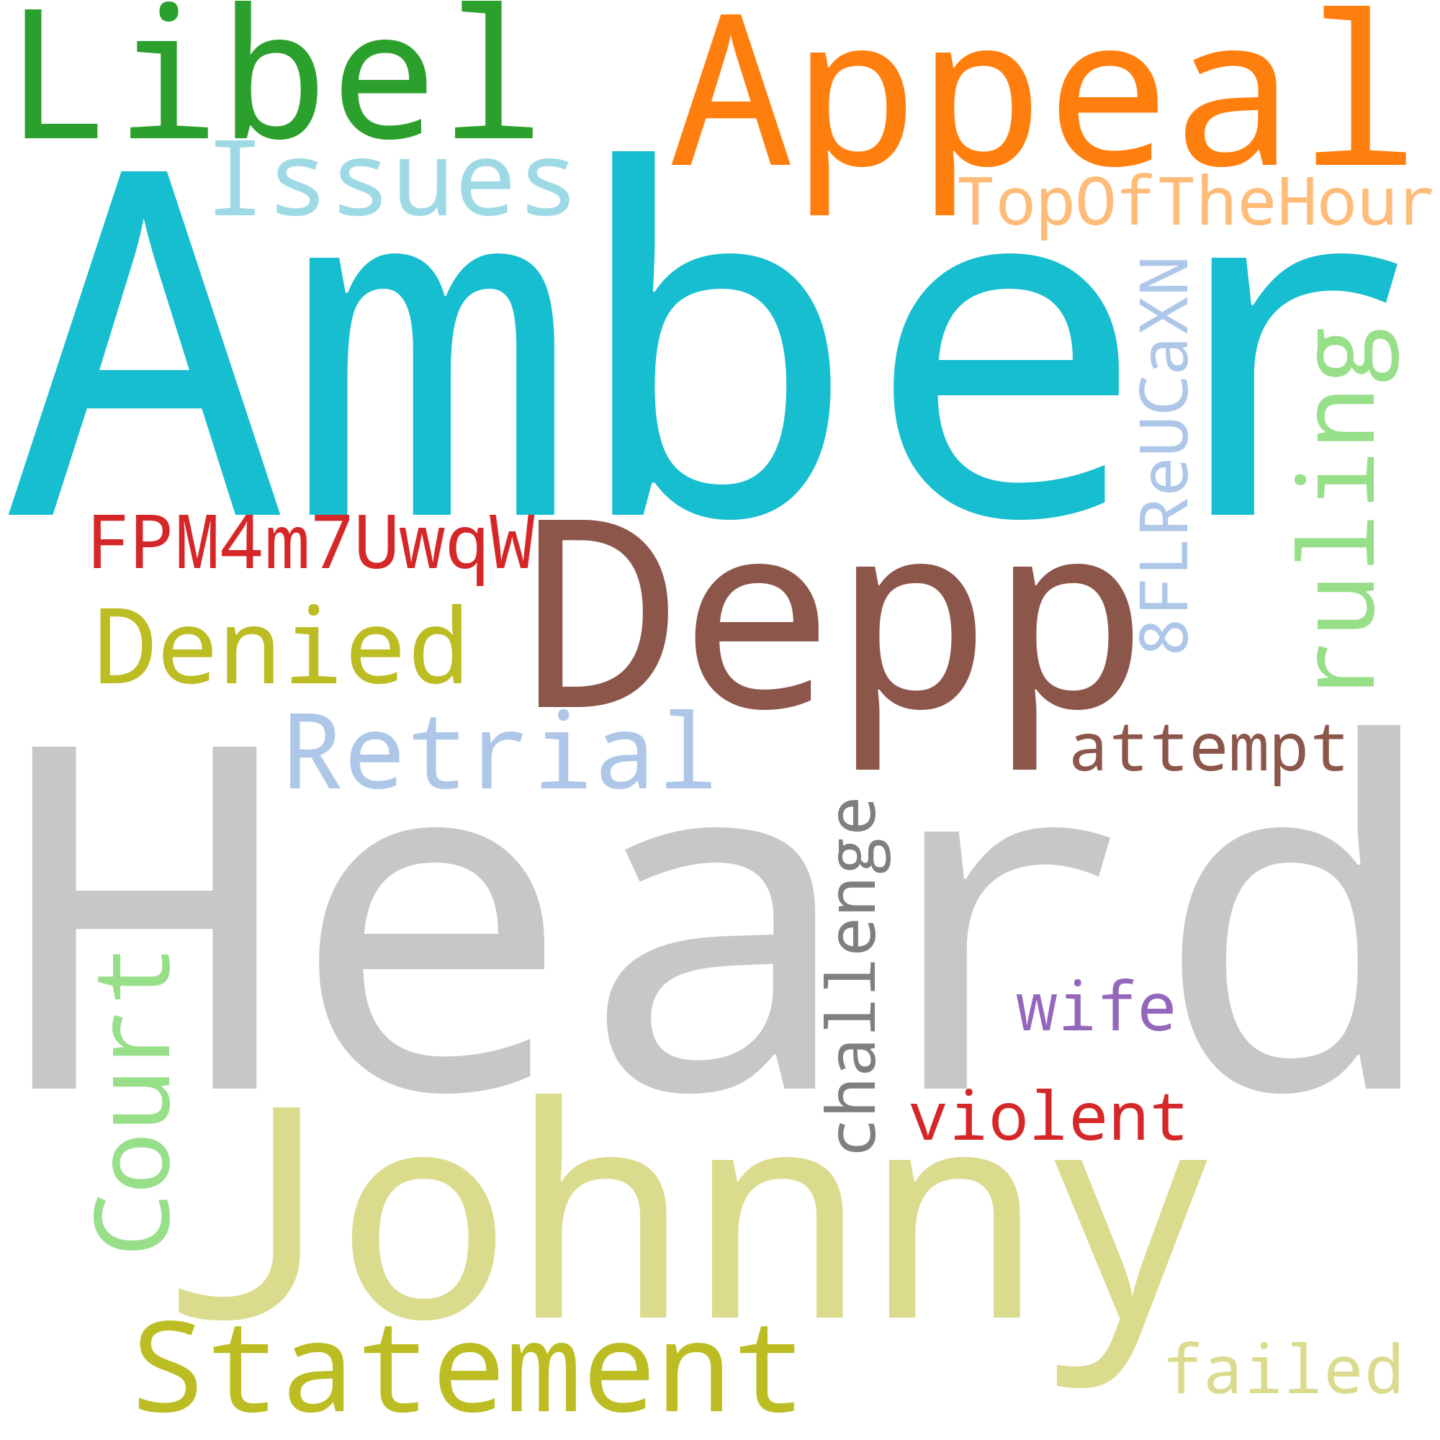 Libel
Appeal
Issues
TopOfTheHour
Amber
8FLReUCaXN
ruling
FPM4m7UwqW
Depp
Denied
Retrial
attempt
Heard
challenge
Court
wife
violent
Johnny
Statement
failed